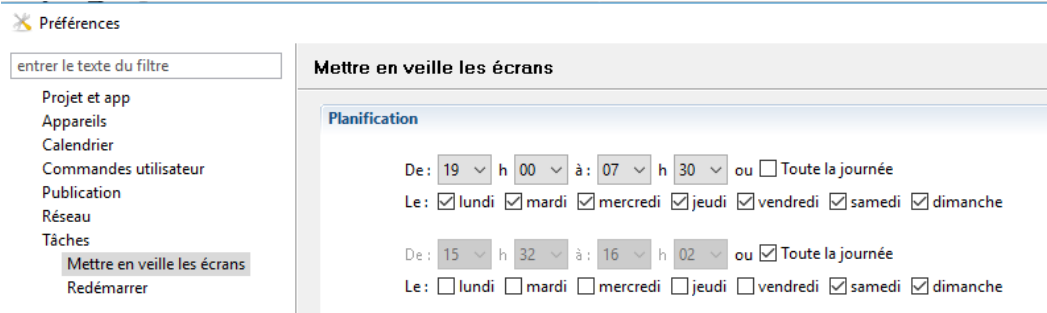 Préférences
entrer le texte du filtre
Projet et app
Appareils
Calendrier
Commandes utilisateur
Publication
Réseau
Tâches
Mettre en veille les écrans
Redémarrer
Mettre en veille les écrans
Planification
De : 19 h 00 à : 07 h 30 ou Toute la journée
Le : lundi mardi mercredi jeudi vendredi samedi dimanche
De : 15 h 32 à : 16 h 02 ou Toute la journée
Le : lundi mardi mercredi jeudi vendredi samedi dimanche